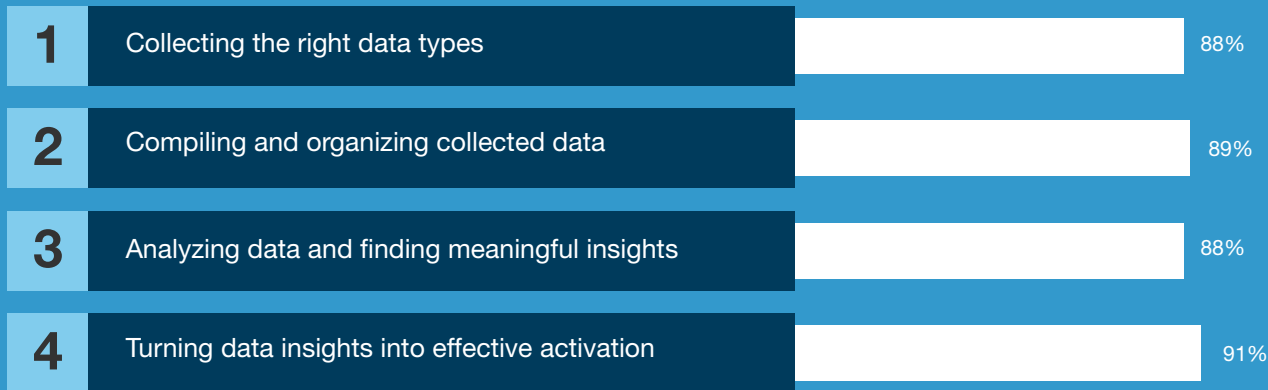 1 Collecting the right data types 88%
2 Compiling and organizing collected data 89%
3 Analyzing data and finding meaningful insights 88%
4 Turning data insights into effective activation 91%